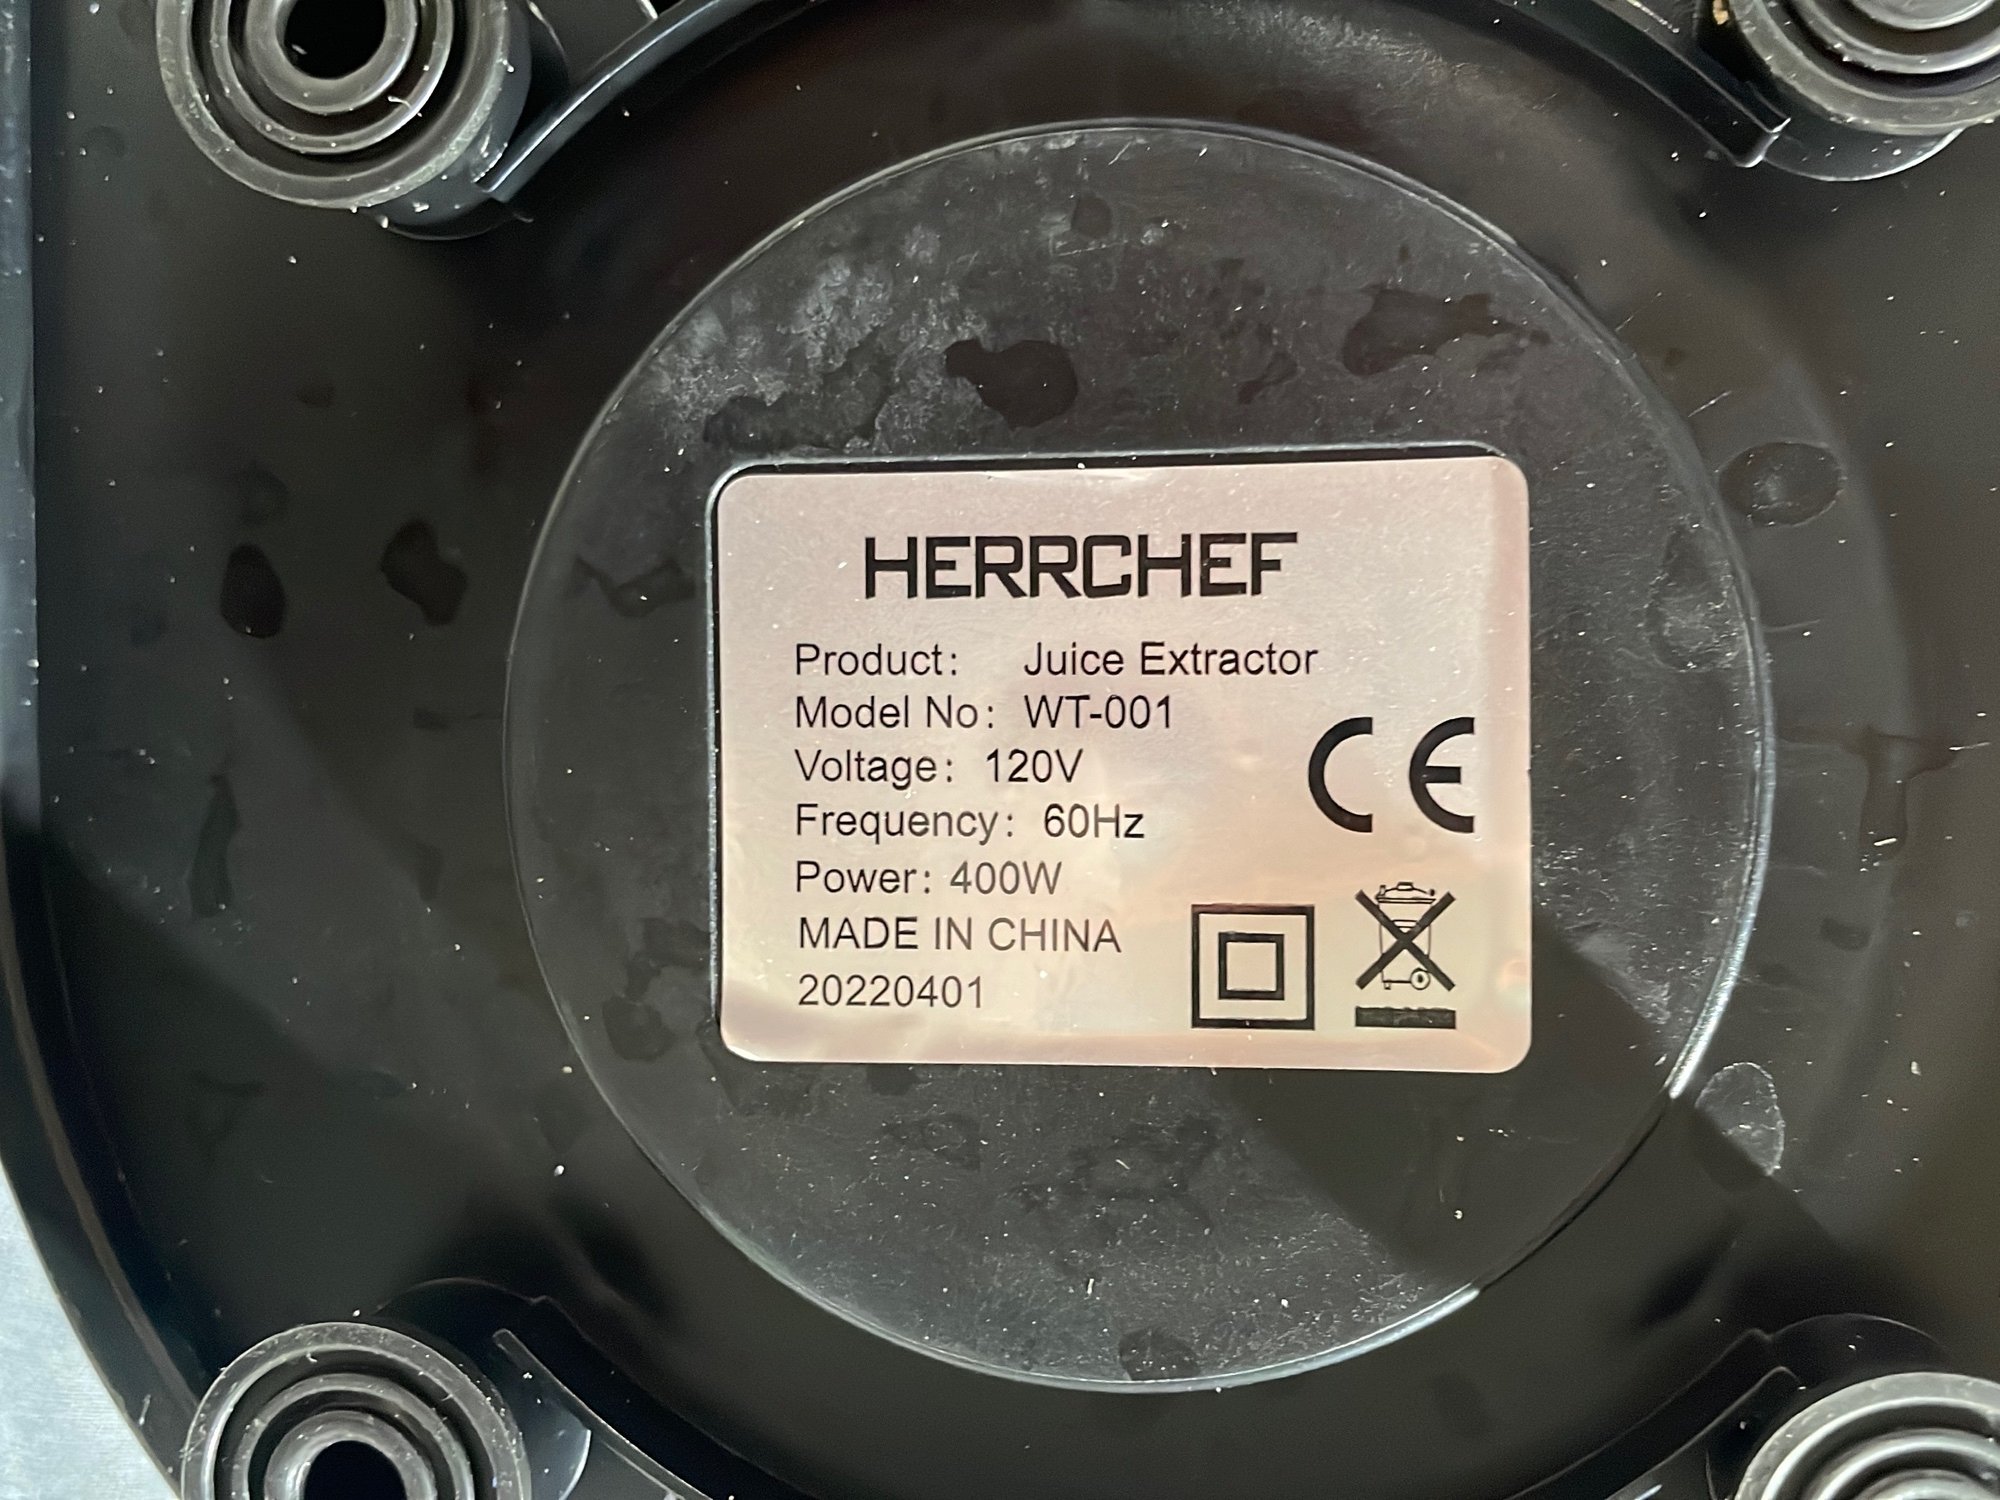 HERRCHEF
Product: Juice Extractor
Model No: WT-001
Voltage: 120V
Frequency: 60Hz
Power: 400W
MADE IN CHINA
20220401
CE